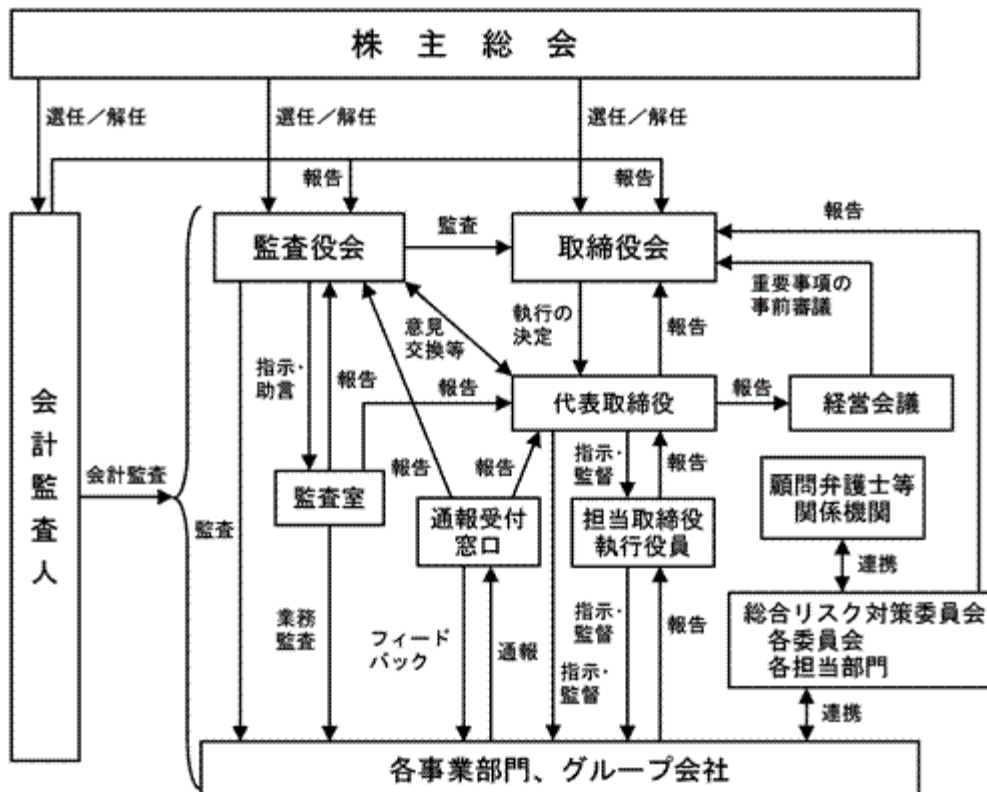 株主総会
選任／解任
選任／解任
選任／解任
報告
報告
報告
監査役会
監査
取締役会
重要事項の
事前審議
執行の
決定
報告
意見
交換等
指示・
助言
報告
報告
代表取締役
報告
経営会議
会計監査人
会計監査
監査室
報告
報告
指示・
監督
報告
顧問弁護士等
関係機関
通報受付
窓口
担当取締役
執行役員
監査
連携
業務
監査
フィード
バック
通報
指示・
監督
指示・
監督
報告
総合リスク対策委員会
各委員会
各担当部門
連携
各事業部門、グループ会社